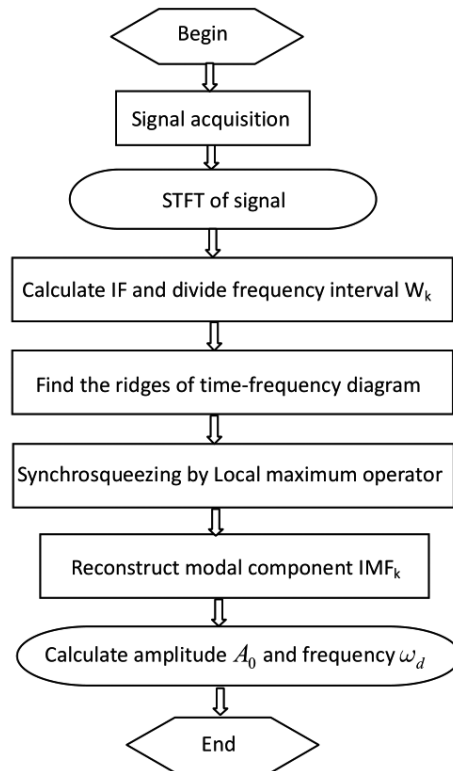 Begin
Signal acquisition
STFT of signal
Calculate IF and divide frequency interval Wₖ
Find the ridges of time-frequency diagram
Synchrosqueezing by Local maximum operator
Reconstruct modal component IMFₖ
Calculate amplitude A₀ and frequency ω_d
End